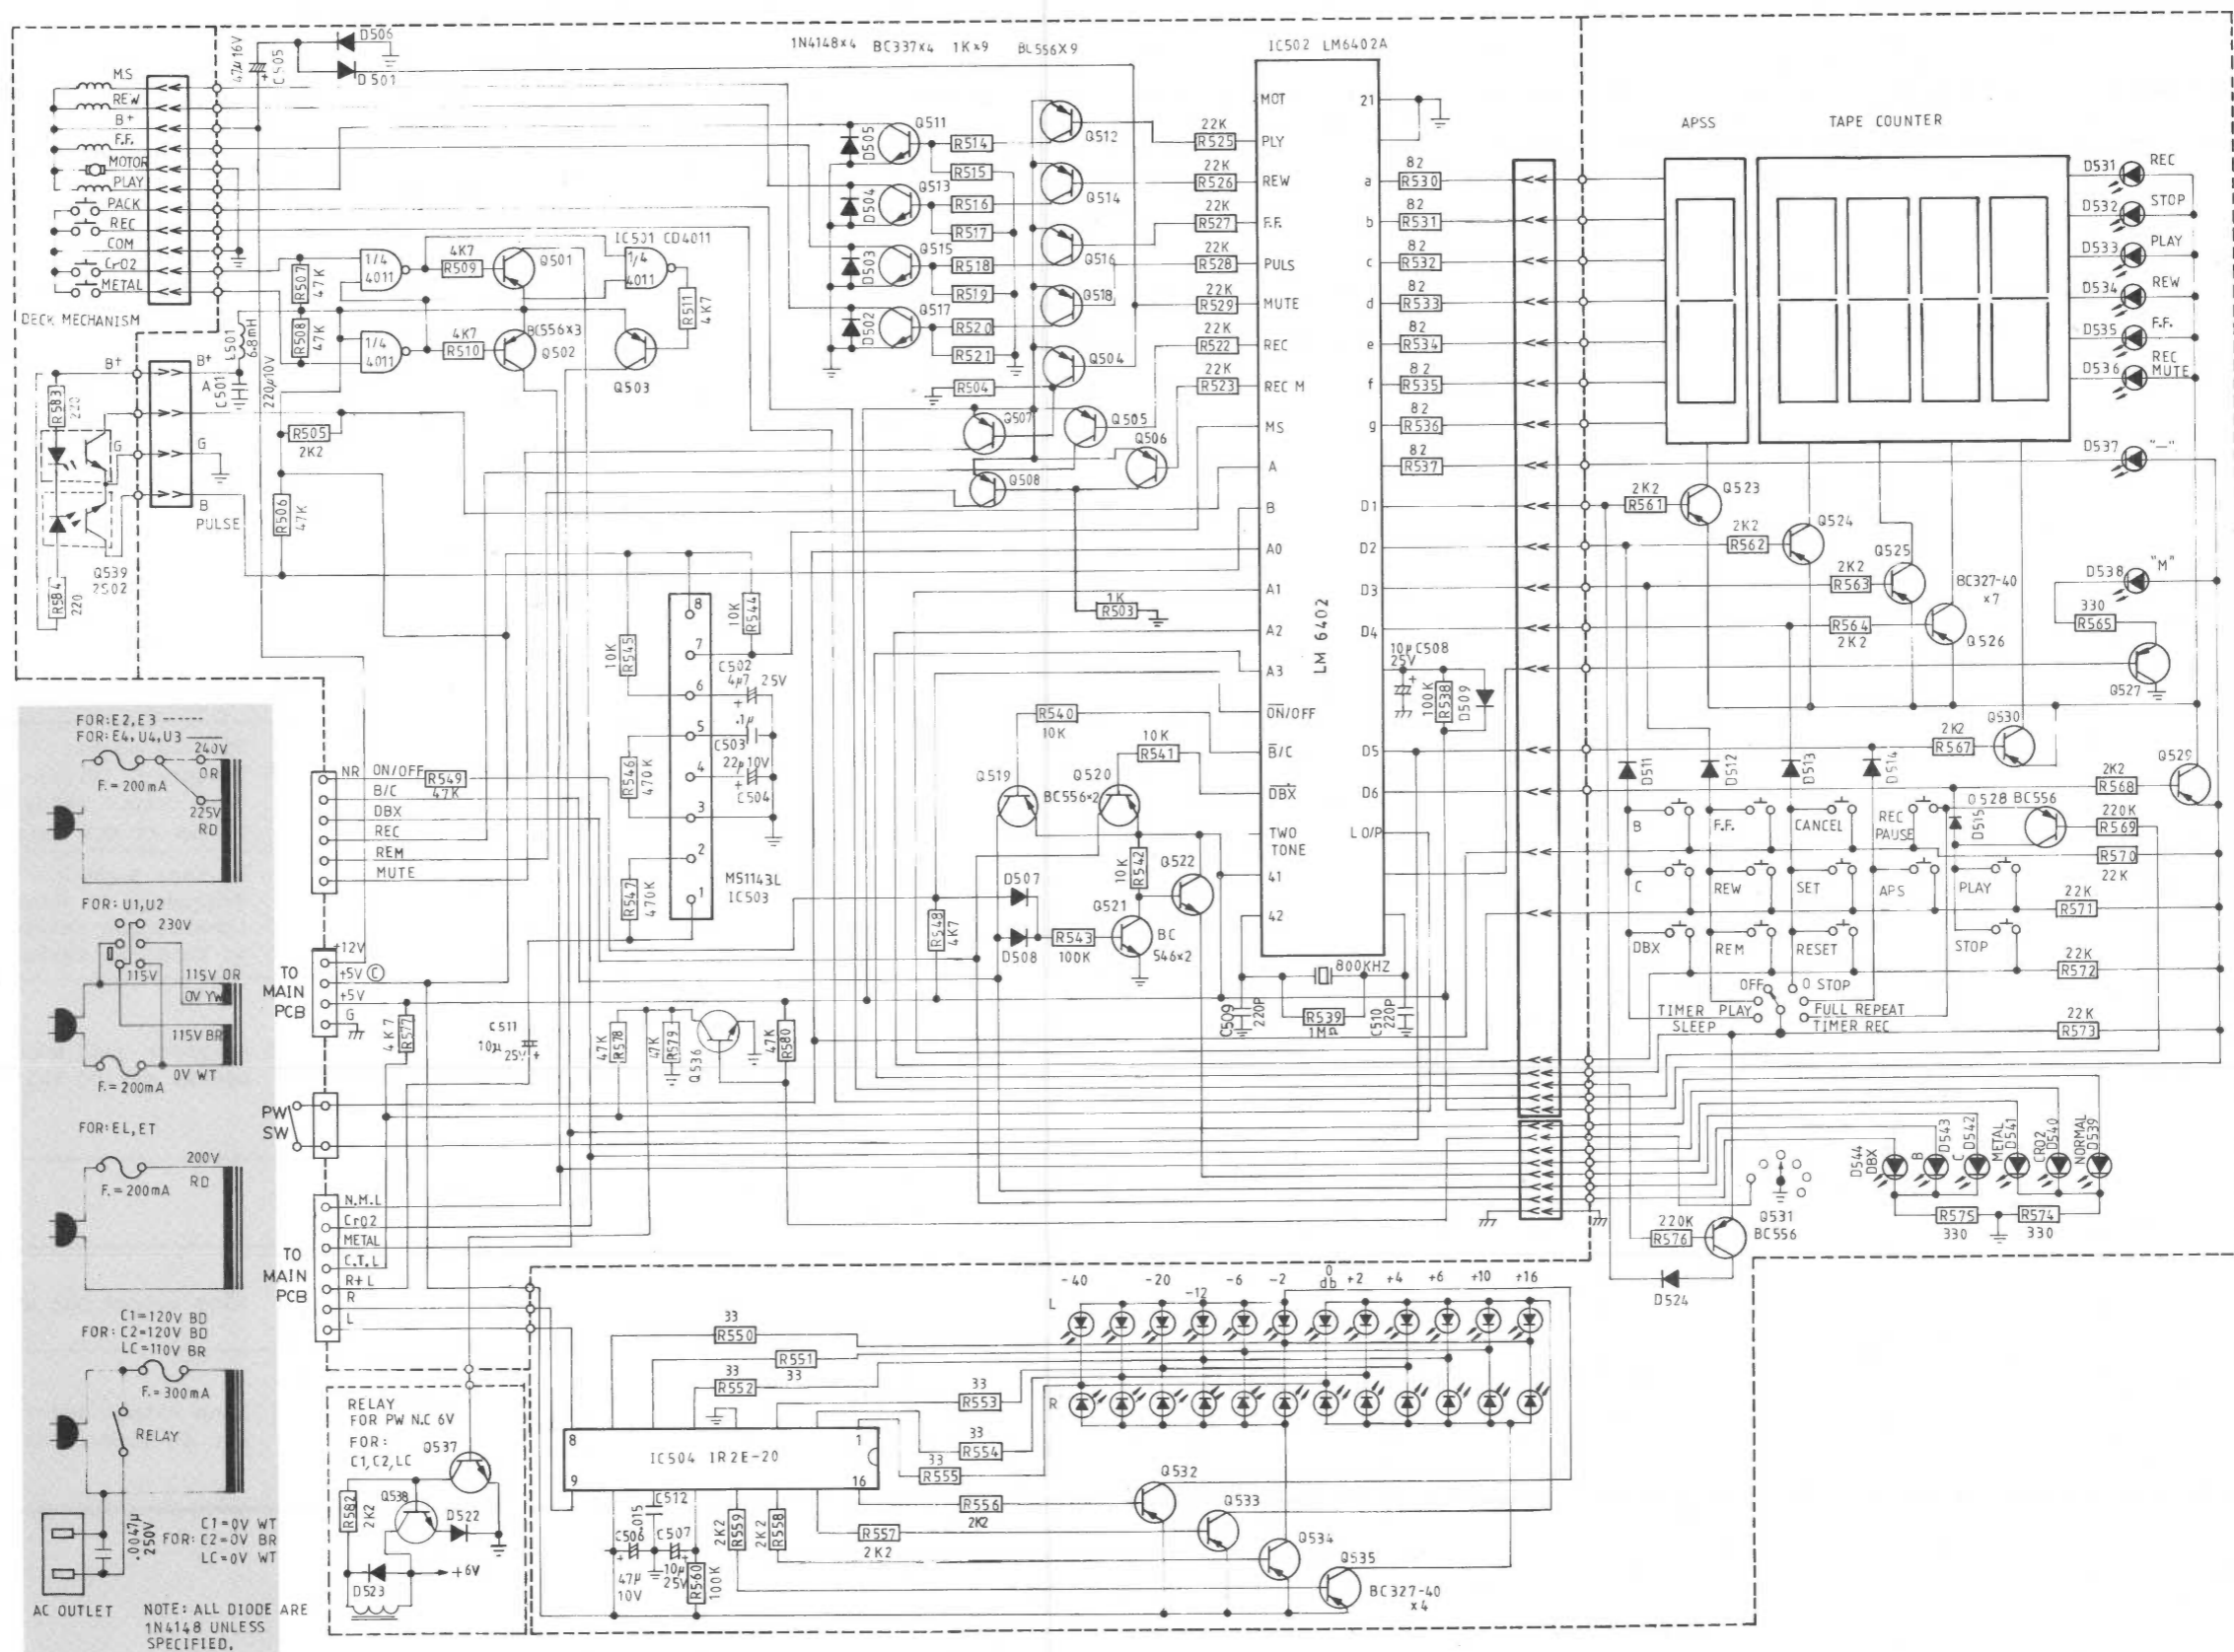 D506
47µ16V
C505
D501
1N4148x4 BC337x4 1K x9 BC556X9
IC502 LM6402A
M.S
REW
B+
F.F.
MOTOR
PLAY
PACK
REC
COM
CrO2
METAL
DECK MECHANISM
R507
47K
R508
47K
L501
6.8mH
C501
220µ10V
1/4
4011
1/4
4011
4K7
R509
4K7
R510
Q501
BC556x3
Q502
IC501 CD4011
1/4
4011
R511
4K7
Q503
B+
B+
A
G
G
B
PULSE
R583
220
R584
220
Q539
2S02
R505
2K2
R506
47K
D505
D504
D503
D502
Q511
Q513
Q515
Q517
R514
R515
R516
R517
R518
R519
R520
R521
R504
Q512
Q514
Q516
Q518
Q504
Q507
Q505
Q506
Q508
22K
R525
22K
R526
22K
R527
22K
R528
22K
R529
22K
R522
22K
R523
1K
R503
MOT
PLY
REW
F.F.
PULS
MUTE
REC
REC M
MS
A
B
A0
A1
A2
A3
ON/OFF
B/C
DBX
TWO
TONE
41
42
LM 6402
21
a
b
c
d
e
f
g
D1
D2
D3
D4
D5
D6
L O/P
82
R530
82
R531
82
R532
82
R533
82
R534
82
R535
82
R536
82
R537
10µC508
25V
100K
R538
D509
APSS
TAPE COUNTER
D531
REC
D532
STOP
D533
PLAY
D534
REW
D535
F.F.
D536
REC
MUTE
D537
"-"
2K2
R561
Q523
2K2
R562
Q524
2K2
R563
Q525
R564
2K2
BC327-40
x7
Q526
D538
"M"
330
R565
Q527
2K2
R567
Q530
Q529
2K2
R568
D511
D512
D513
D514
D515
Q528 BC556
220K
R569
R570
22K
22K
R571
22K
R572
22K
R573
B
F.F.
CANCEL
REC
PAUSE
C
REW
SET
APS
PLAY
DBX
REM
RESET
STOP
OFF
O STOP
TIMER PLAY
SLEEP
FULL REPEAT
TIMER REC
D544
DBX
D543
B
D542
C
D541
METAL
D540
CRO2
D539
NORMAL
R575
330
R574
330
220K
R576
Q531
BC556
D524
10K
R545
10K
R544
8
7
6
5
4
3
2
1
C502
4µ7 25V
.1µ
C503
22µ10V
C504
R546
470K
R547
470K
M51143L
IC503
R540
10K
10K
R541
Q519
Q520
BC556x2
10K
R542
Q522
Q521
BC
546x2
D507
D508
R543
100K
R548
4K7
800KHZ
C509
220P
R539
1MΩ
C510
220P
FOR:E2,E3 ------
FOR:E4,U4,U3 ———
240V
OR
F.=200mA
225V
RD
FOR:U1,U2
230V
115V
115V OR
0V YW
115V BR
F.=200mA
0V WT
FOR:EL,ET
200V
RD
F.=200mA
C1=120V BD
FOR: C2=120V BD
LC=110V BR
F.=300mA
RELAY
.0047µ
250V
C1=0V WT
FOR: C2=0V BR
LC=0V WT
AC OUTLET
NOTE: ALL DIODE ARE
1N4148 UNLESS
SPECIFIED.
NR ON/OFF
R549
47K
B/C
DBX
REC
REM
MUTE
+12V
+5V Ⓒ
+5V
G
TO
MAIN
PCB
4K7
R577
C511
10µ
25V
47K
R578
47K
R579
Q536
47K
R580
PW
SW
TO
MAIN
PCB
N.M.L
CrO2
METAL
C.T.L
R+L
R
L
RELAY
FOR PW N.C 6V
FOR:
C1,C2,LC
Q537
Q538
D522
R582
2K2
D523
+6V
33
R550
R551
33
33
R552
33
R553
33
R554
33
R555
8
9
1
16
IC504 IR2E-20
C512
.015
C506
47µ
10V
C507
10µ
25V
R560
100K
2K2
R559
2K2
R558
R556
2K2
R557
2K2
Q532
Q533
Q534
Q535
BC327-40
x4
-40 -20 -12 -6 -2 0 db +2 +4 +6 +10 +16
L
R